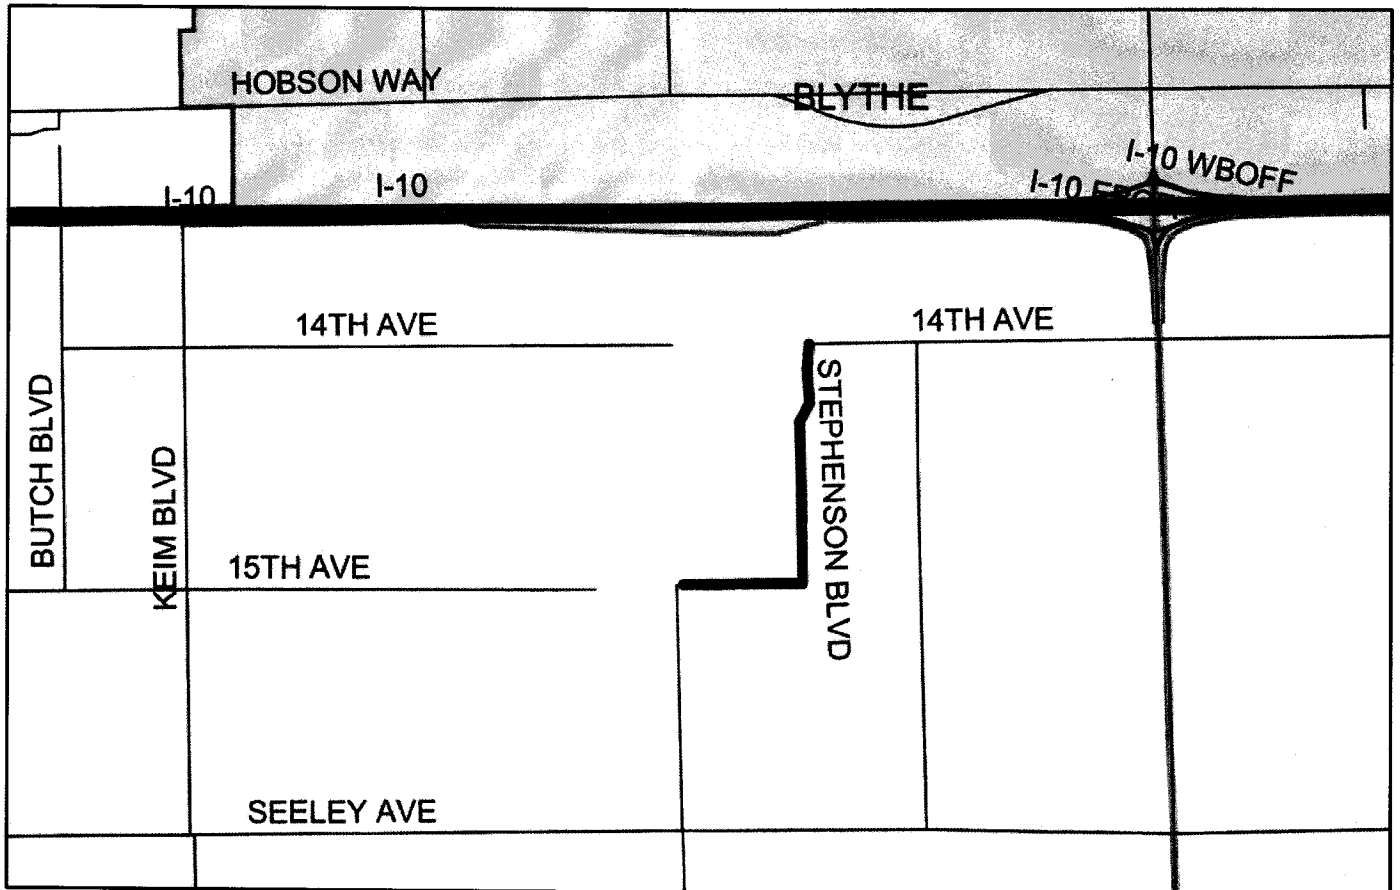 HOBSON WAY
BLYTHE
I-10 WBOFF
I-10
I-10
I-10
14TH AVE
14TH AVE
STEPHENSON BLVD
BUTCH BLVD
KEIM BLVD
15TH AVE
SEELEY AVE